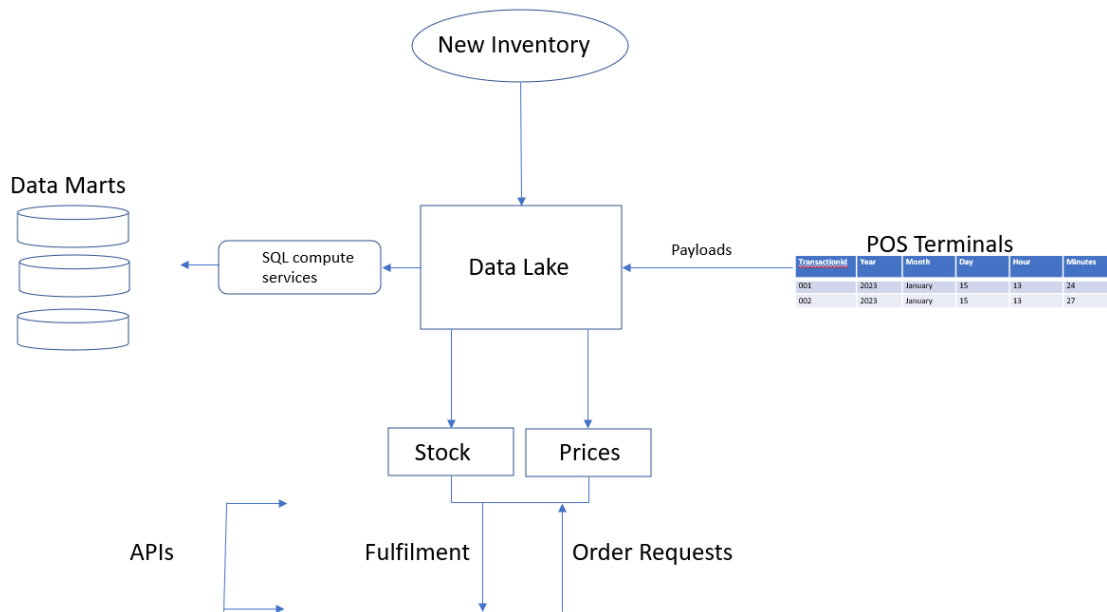 New Inventory
Data Marts
SQL compute
services
Data Lake
Payloads
POS Terminals
Transactionid Year Month Day Hour Minutes
001 2023 January 15 13 24
002 2023 January 15 13 27
Stock
Prices
APIs
Fulfilment
Order Requests